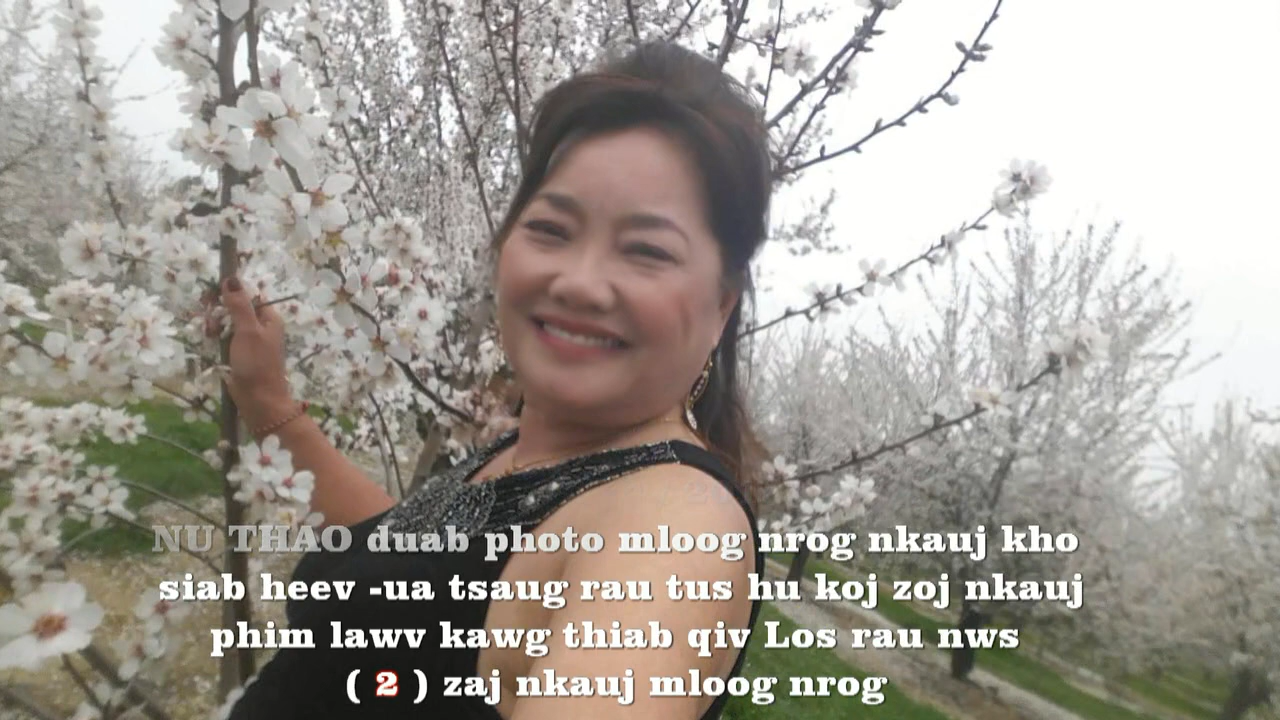 NU THAO duab photo mloog nrog nkauj kho
siab heev -ua tsaug rau tus hu koj zoj nkauj
phim lawv kawg thiab qiv Los rau nws
( 2 ) zaj nkauj mloog nrog